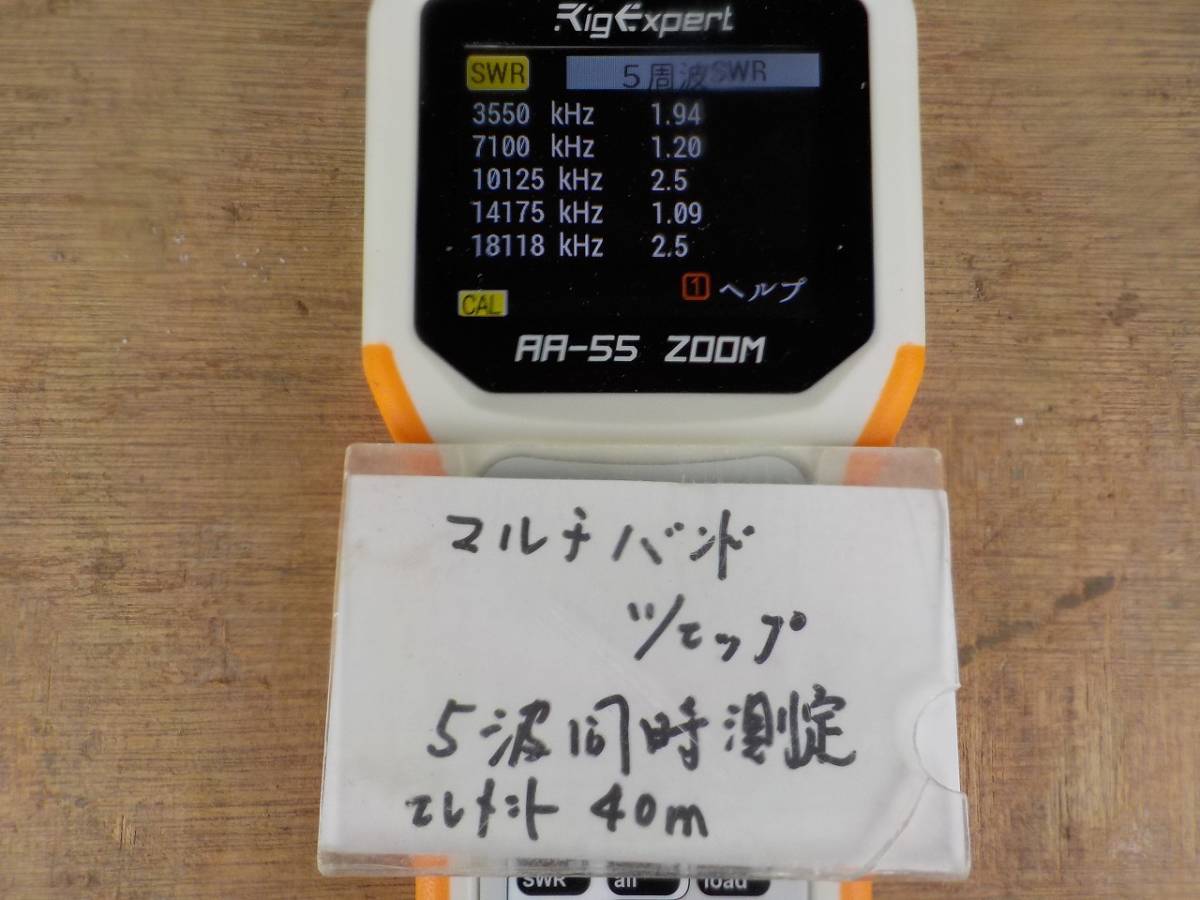 RigExpert
SWR 5周波SWR
3550 kHz 1.94
7100 kHz 1.20
10125 kHz 2.5
14175 kHz 1.09
18118 kHz 2.5
1 ヘルプ
CAL
AA-55 ZOOM
マルチバンド
ツェップ
5波同時測定
エレメント 40m
SWR all load